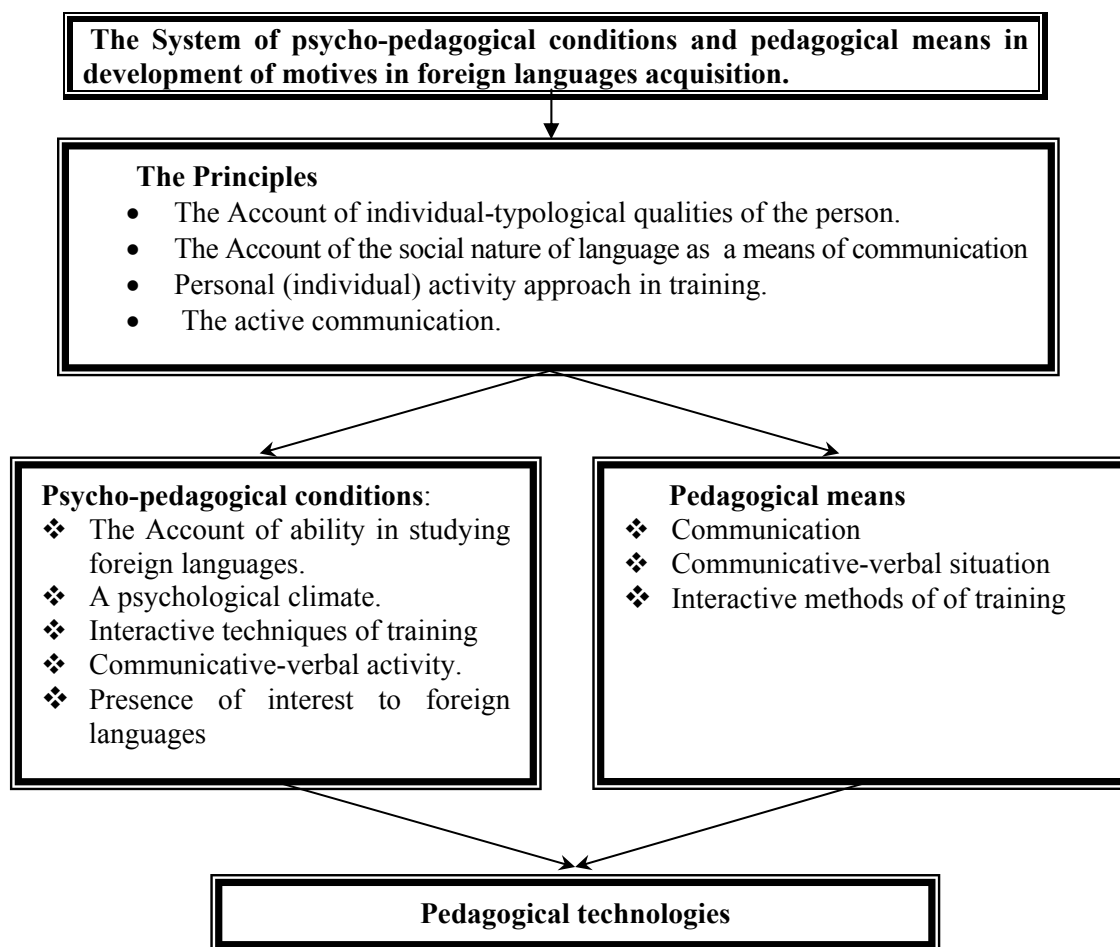 The System of psycho-pedagogical conditions and pedagogical means in
development of motives in foreign languages acquisition.
The Principles
• The Account of individual-typological qualities of the person.
• The Account of the social nature of language as a means of communication
• Personal (individual) activity approach in training.
• The active communication.
Psycho-pedagogical conditions:
❖ The Account of ability in studying
foreign languages.
❖ A psychological climate.
❖ Interactive techniques of training
❖ Communicative-verbal activity.
❖ Presence of interest to foreign
languages
Pedagogical means
❖ Communication
❖ Communicative-verbal situation
❖ Interactive methods of of training
Pedagogical technologies